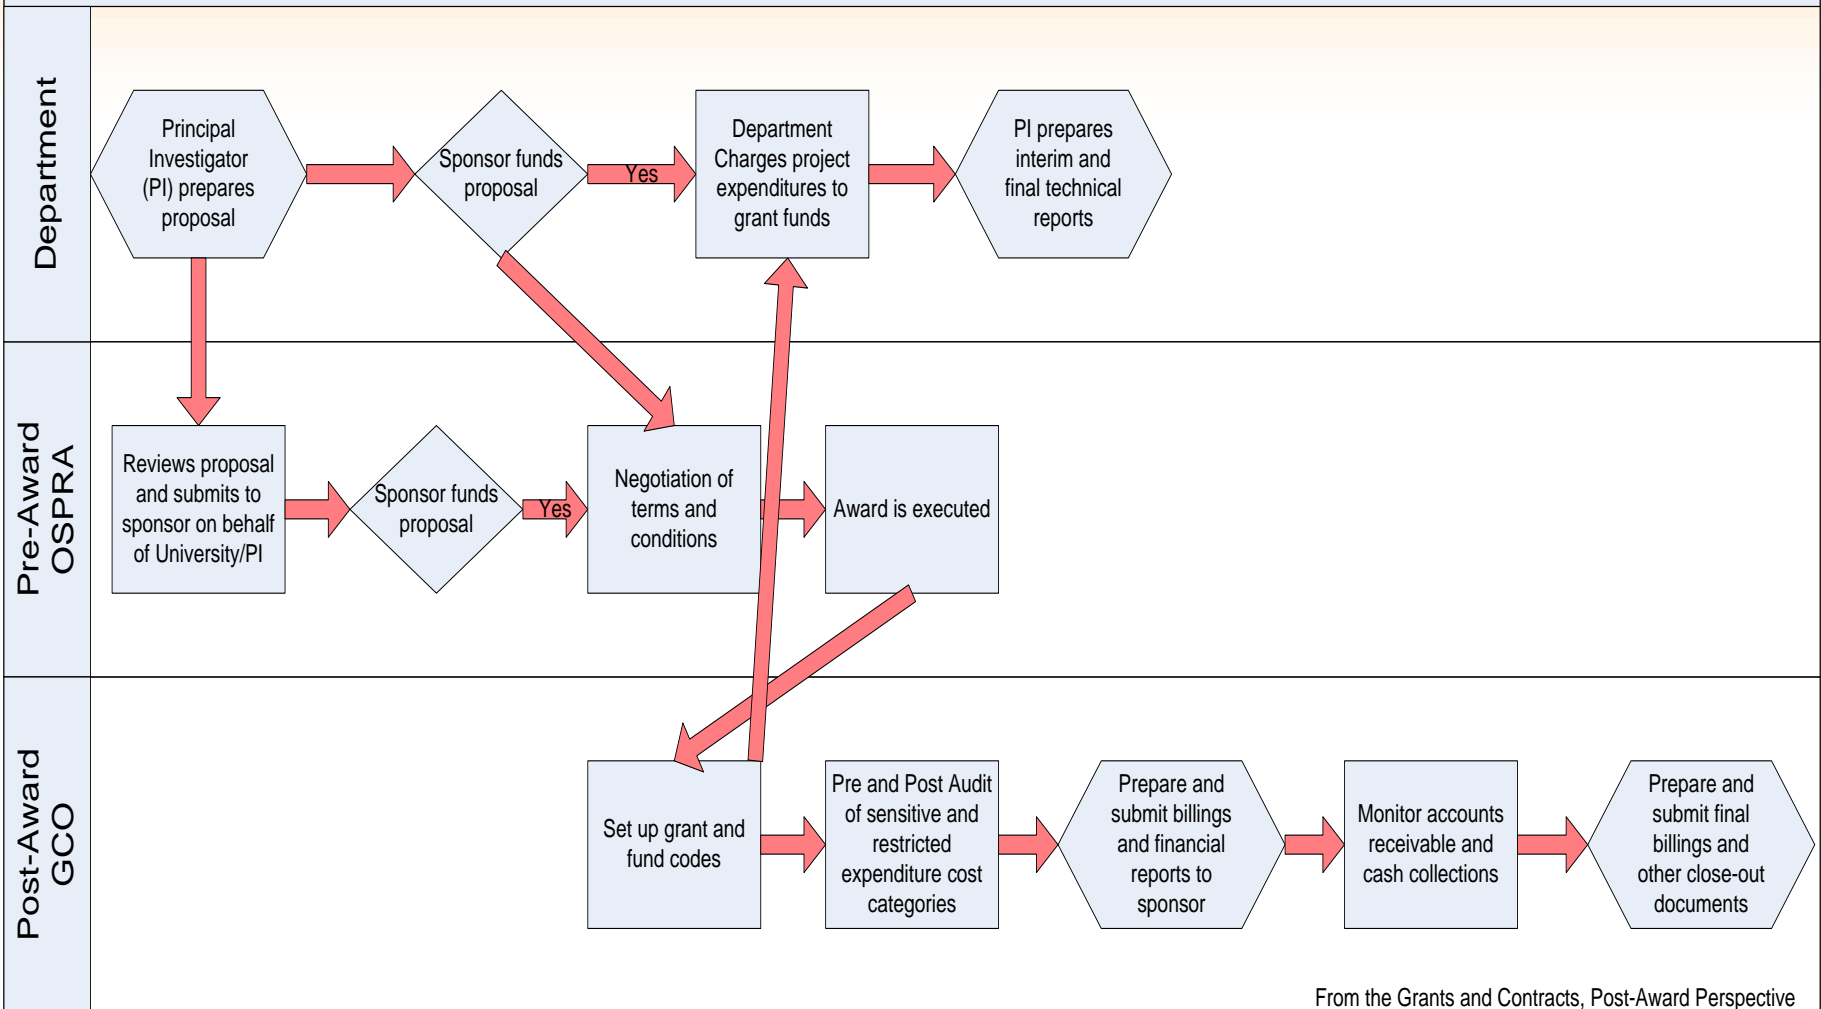 Department
Principal
Investigator
(PI) prepares
proposal
Sponsor funds
proposal
Yes
Department
Charges project
expenditures to
grant funds
PI prepares
interim and
final technical
reports
Pre-Award
OSPRA
Reviews proposal
and submits to
sponsor on behalf
of University/PI
Sponsor funds
proposal
Yes
Negotiation of
terms and
conditions
Award is executed
Post-Award
GCO
Set up grant and
fund codes
Pre and Post Audit
of sensitive and
restricted
expenditure cost
categories
Prepare and
submit billings
and financial
reports to
sponsor
Monitor accounts
receivable and
cash collections
Prepare and
submit final
billings and
other close-out
documents
From the Grants and Contracts, Post-Award Perspective